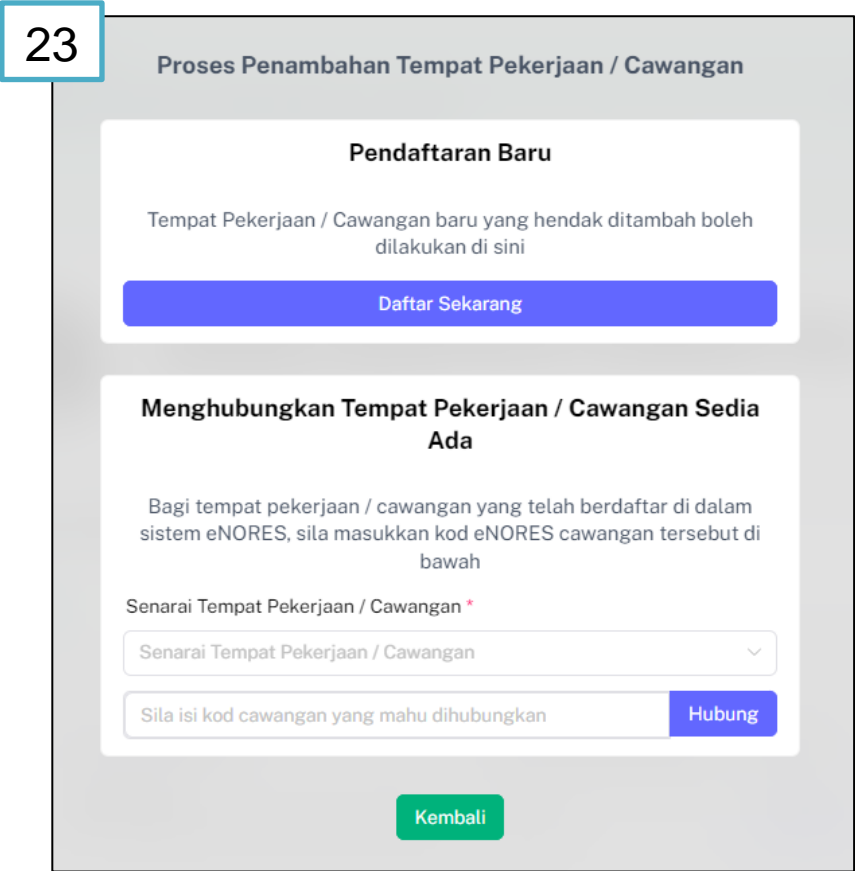 23
Proses Penambahan Tempat Pekerjaan / Cawangan
Pendaftaran Baru
Tempat Pekerjaan / Cawangan baru yang hendak ditambah boleh
dilakukan di sini
Daftar Sekarang
Menghubungkan Tempat Pekerjaan / Cawangan Sedia
Ada
Bagi tempat pekerjaan / cawangan yang telah berdaftar di dalam
sistem eNORES, sila masukkan kod eNORES cawangan tersebut di
bawah
Senarai Tempat Pekerjaan / Cawangan *
Senarai Tempat Pekerjaan / Cawangan
Sila isi kod cawangan yang mahu dihubungkan Hubung
Kembali